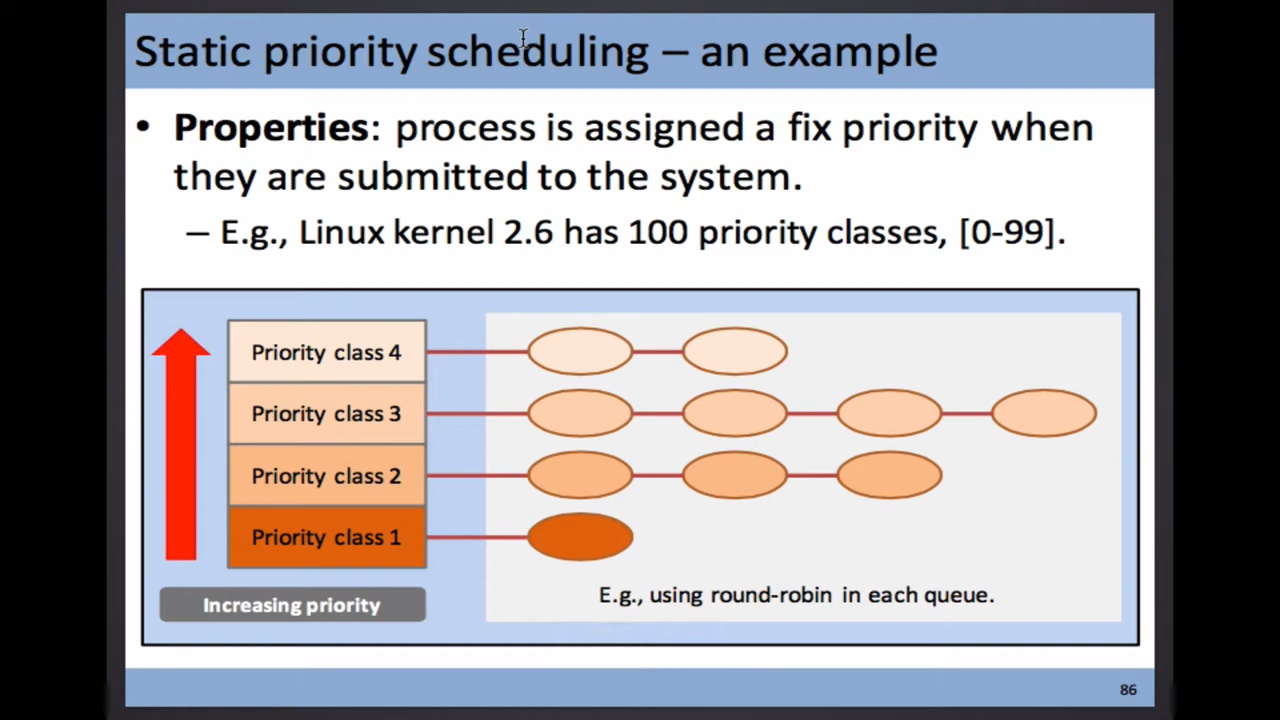 Static priority scheduling – an example
• Properties: process is assigned a fix priority when
they are submitted to the system.
– E.g., Linux kernel 2.6 has 100 priority classes, [0-99].
Priority class 4
Priority class 3
Priority class 2
Priority class 1
Increasing priority
E.g., using round-robin in each queue.
86